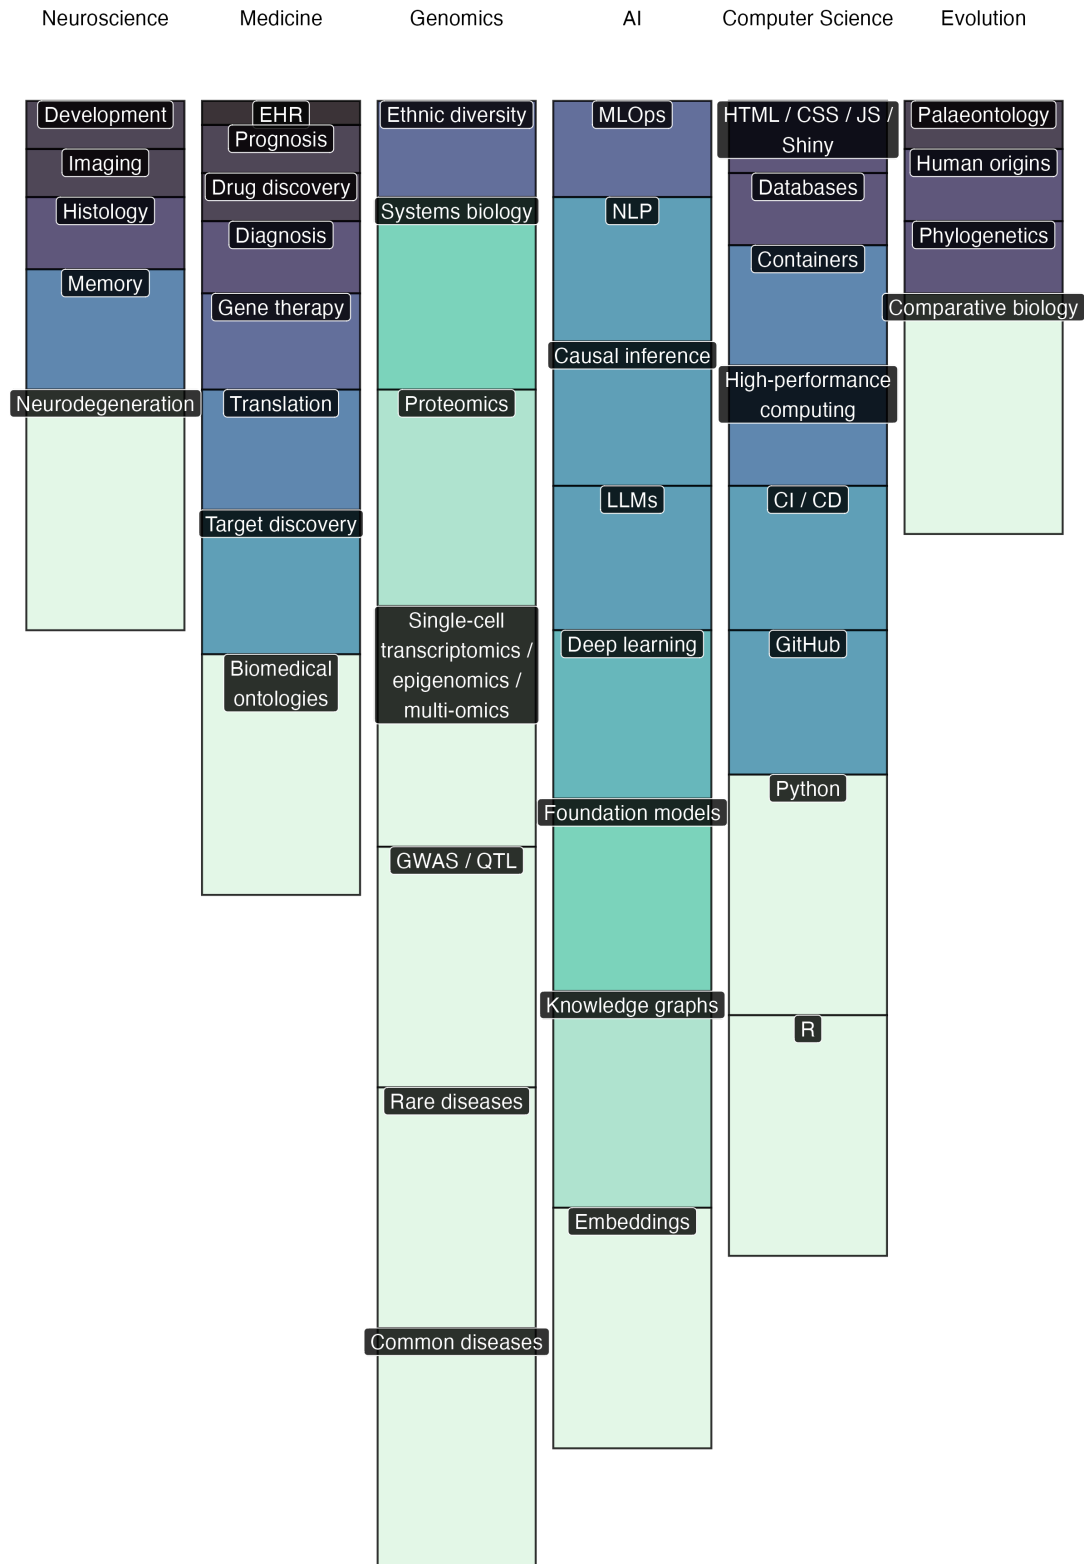 Neuroscience
Medicine
Genomics
AI
Computer Science
Evolution
Development
Imaging
Histology
Memory
Neurodegeneration
EHR
Prognosis
Drug discovery
Diagnosis
Gene therapy
Translation
Target discovery
Biomedical
ontologies
Ethnic diversity
Systems biology
Proteomics
Single-cell
transcriptomics /
epigenomics /
multi-omics
GWAS / QTL
Rare diseases
Common diseases
MLOps
NLP
Causal inference
LLMs
Deep learning
Foundation models
Knowledge graphs
Embeddings
HTML / CSS / JS /
Shiny
Databases
Containers
High-performance
computing
CI / CD
GitHub
Python
R
Palaeontology
Human origins
Phylogenetics
Comparative biology